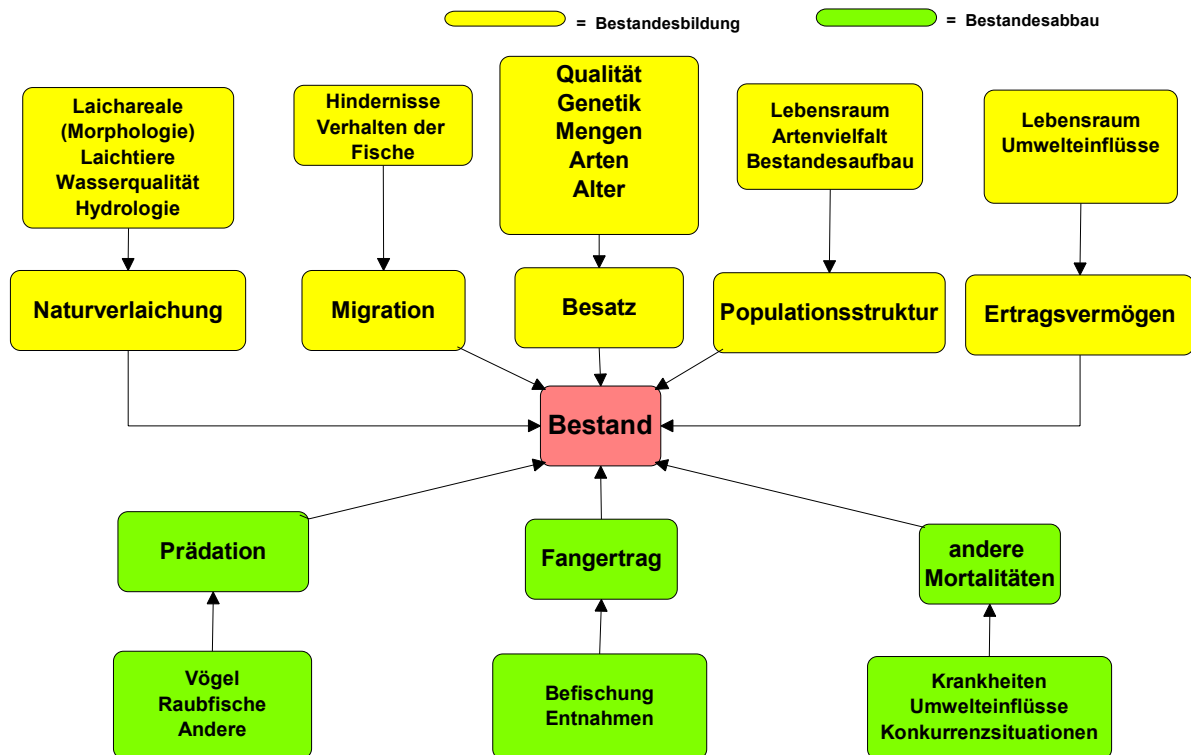 = Bestandesbildung
= Bestandesabbau
Laichareale
(Morphologie)
Laichtiere
Wasserqualität
Hydrologie
Hindernisse
Verhalten der
Fische
Qualität
Genetik
Mengen
Arten
Alter
Lebensraum
Artenvielfalt
Bestandesaufbau
Lebensraum
Umwelteinflüsse
Naturverlaichung
Migration
Besatz
Populationsstruktur
Ertragsvermögen
Bestand
Prädation
Fangertrag
andere
Mortalitäten
Vögel
Raubfische
Andere
Befischung
Entnahmen
Krankheiten
Umwelteinflüsse
Konkurrenzsituationen